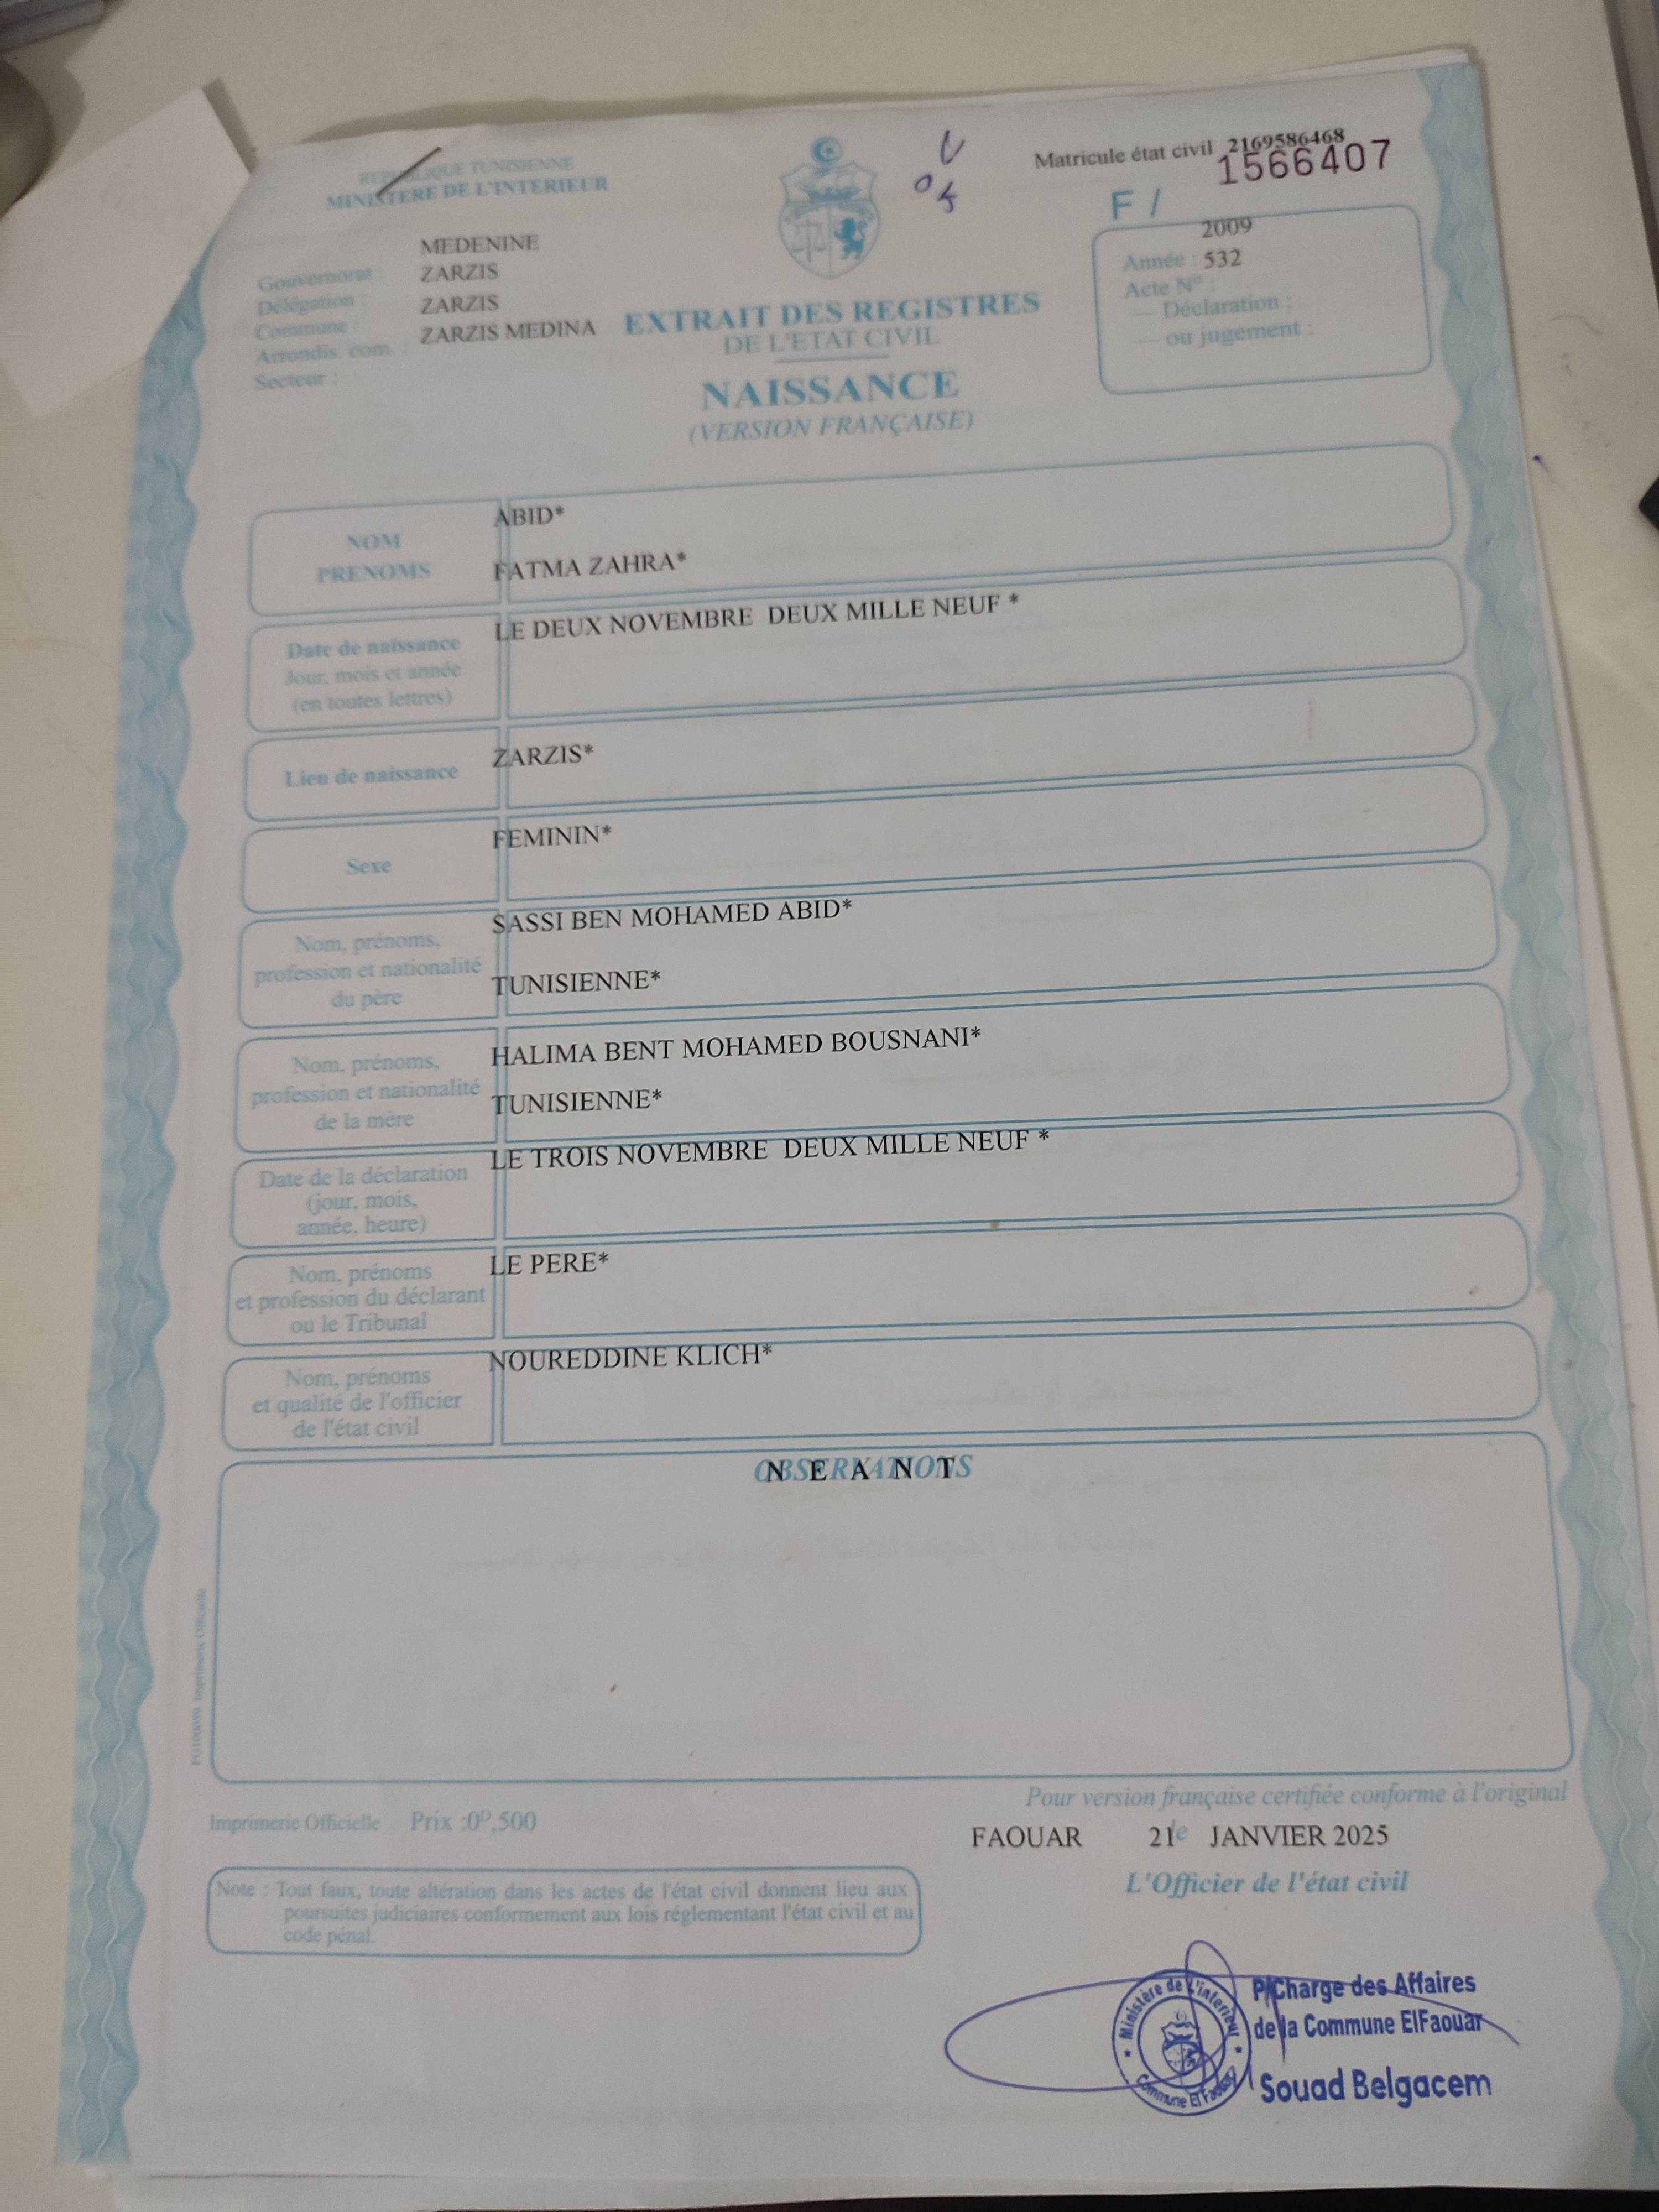 REPUBLIQUE TUNISIENNE
MINISTERE DE L'INTERIEUR
Matricule état civil 2169586468
1566407
F /
MEDENINE
Gouvernorat : ZARZIS
Délégation : ZARZIS
Commune : ZARZIS MEDINA
Arrondis. com. :
Secteur :
2009
Année : 532
Acte N° :
— Déclaration :
— ou jugement :
EXTRAIT DES REGISTRES
DE L'ETAT CIVIL
NAISSANCE
(VERSION FRANÇAISE)
NOM
PRENOMS
ABID*
FATMA ZAHRA*
Date de naissance
Jour, mois et année
(en toutes lettres)
LE DEUX NOVEMBRE DEUX MILLE NEUF *
Lieu de naissance
ZARZIS*
Sexe
FEMININ*
Nom, prénoms,
profession et nationalité
du père
SASSI BEN MOHAMED ABID*
TUNISIENNE*
Nom, prénoms,
profession et nationalité
de la mère
HALIMA BENT MOHAMED BOUSNANI*
TUNISIENNE*
Date de la déclaration
(jour, mois,
année, heure)
LE TROIS NOVEMBRE DEUX MILLE NEUF *
Nom, prénoms
et profession du déclarant
ou le Tribunal
LE PERE*
Nom, prénoms
et qualité de l'officier
de l'état civil
NOUREDDINE KLICH*
OBSERVATIONS
N E A N T
Imprimerie Officielle
Pour version française certifiée conforme à l'original
Imprimerie Officielle Prix :0ᴰ,500
FAOUAR 21 le JANVIER 2025
L'Officier de l'état civil
Note : Tout faux, toute altération dans les actes de l'état civil donnent lieu aux
poursuites judiciaires conformement aux lois réglementant l'état civil et au
code pénal.
Ministère de L'interieur
Commune El Faouar
P/Charge des Affaires
de la Commune ElFaouar
Souad Belgacem